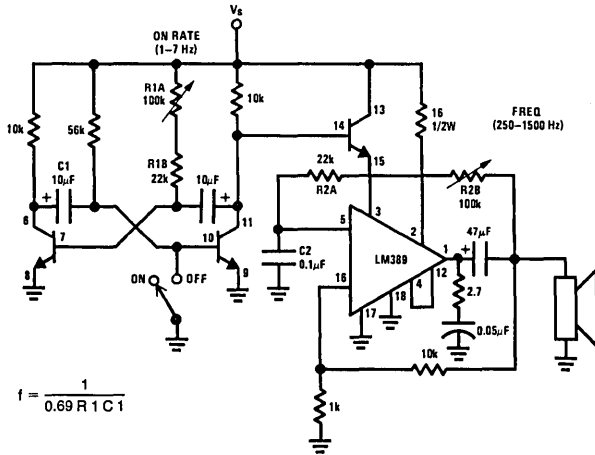 Vs
ON RATE
(1–7 Hz)
R1A
100k
10k
13
10k
56k
14
16
1/2W
FREQ
(250–1500 Hz)
R1B
22k
15
22k
R2A
R2B
100k
C1
10μF
+
10μF
+
6
11
3
2
5
7
10
C2
0.1μF
LM389
1
47μF
+
12
4
18
16
17
2.7
0.05μF
8
9
ON
OFF
10k
1k
f = 1
0.69 R 1 C 1